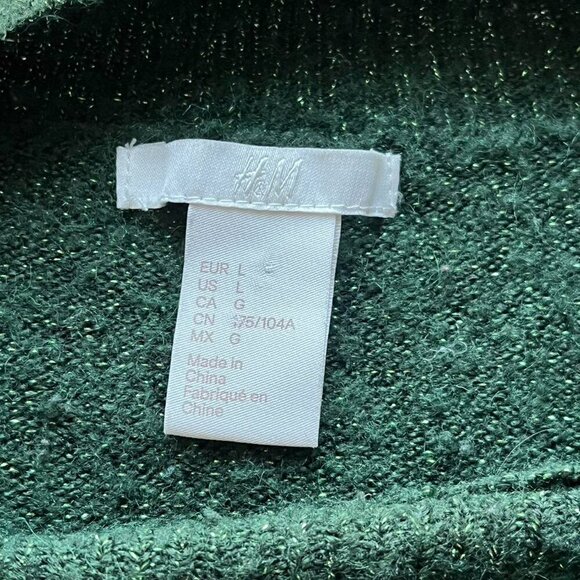 H&M
EUR L
US L
CA G
CN 175/104A
MX G
Made in
China
Fabriqué en
Chine